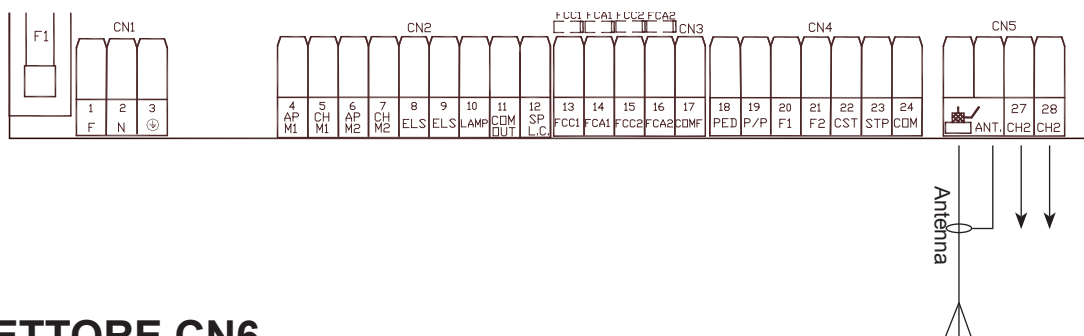 FCC1 FCA1 FCC2 FCA2
F1 CN1 CN2 CN3 CN4 CN5
1 2 3 4 5 6 7 8 9 10 11 12 13 14 15 16 17 18 19 20 21 22 23 24 27 28
F N AP M1 CH M1 AP M2 CH M2 ELS ELS LAMP COM OUT SP L.C. FCC1 FCA1 FCC2 FCA2 COMF PED P/P F1 F2 CST STP COM ANT. CH2 CH2
Antenna
ETTORE CN6